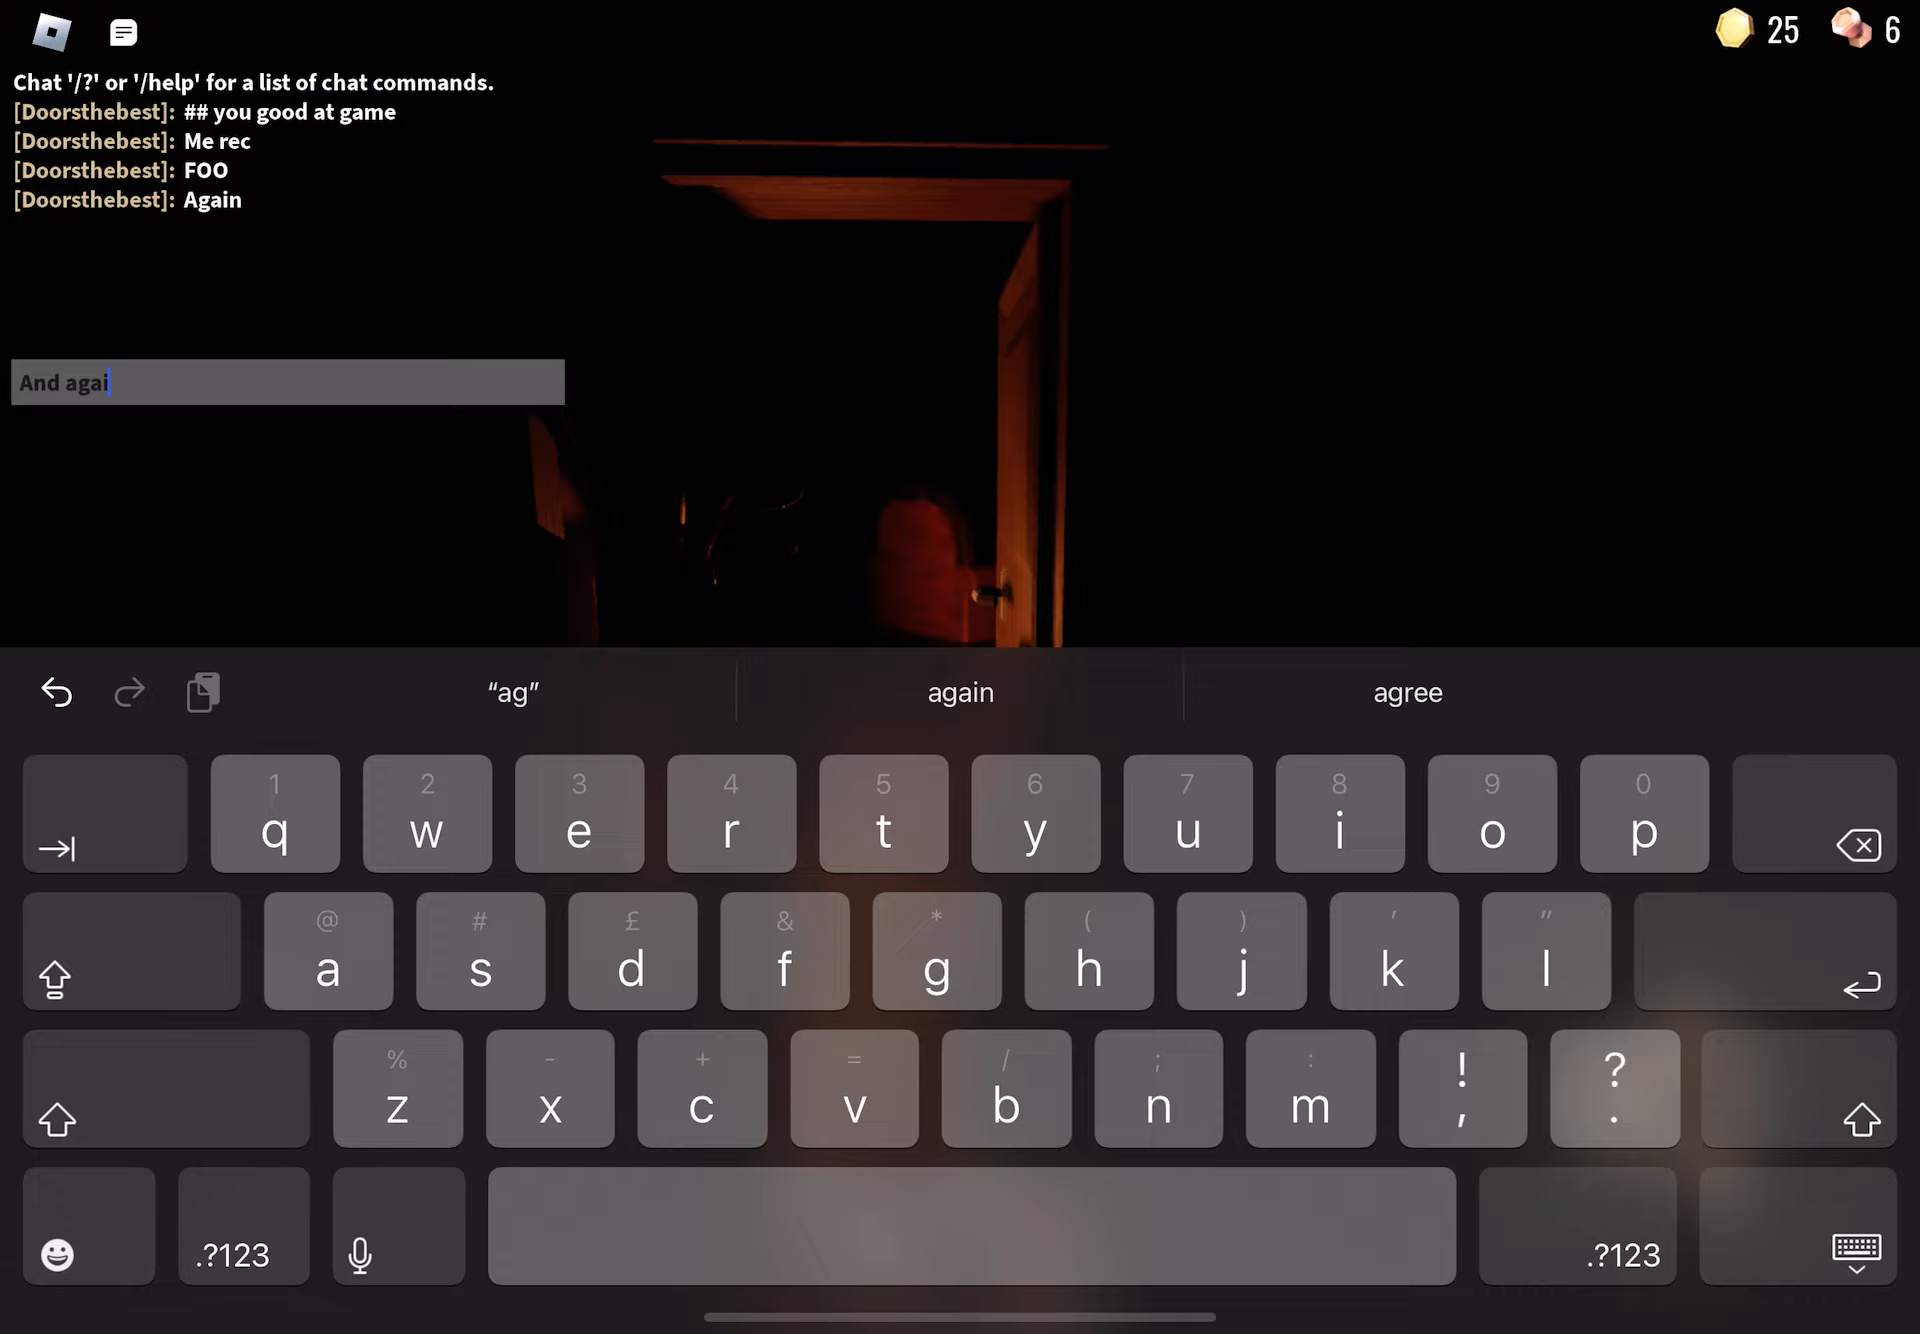 25 6
Chat '/?' or '/help' for a list of chat commands.
[Doorsthebest]: ## you good at game
[Doorsthebest]: Me rec
[Doorsthebest]: FOO
[Doorsthebest]: Again
And agai
“ag” again agree
1 2 3 4 5 6 7 8 9 0
q w e r t y u i o p
@ # £ & * ( ) ' "
a s d f g h j k l
% - + = / ; : ! ?
z x c v b n m , .
.?123 .?123